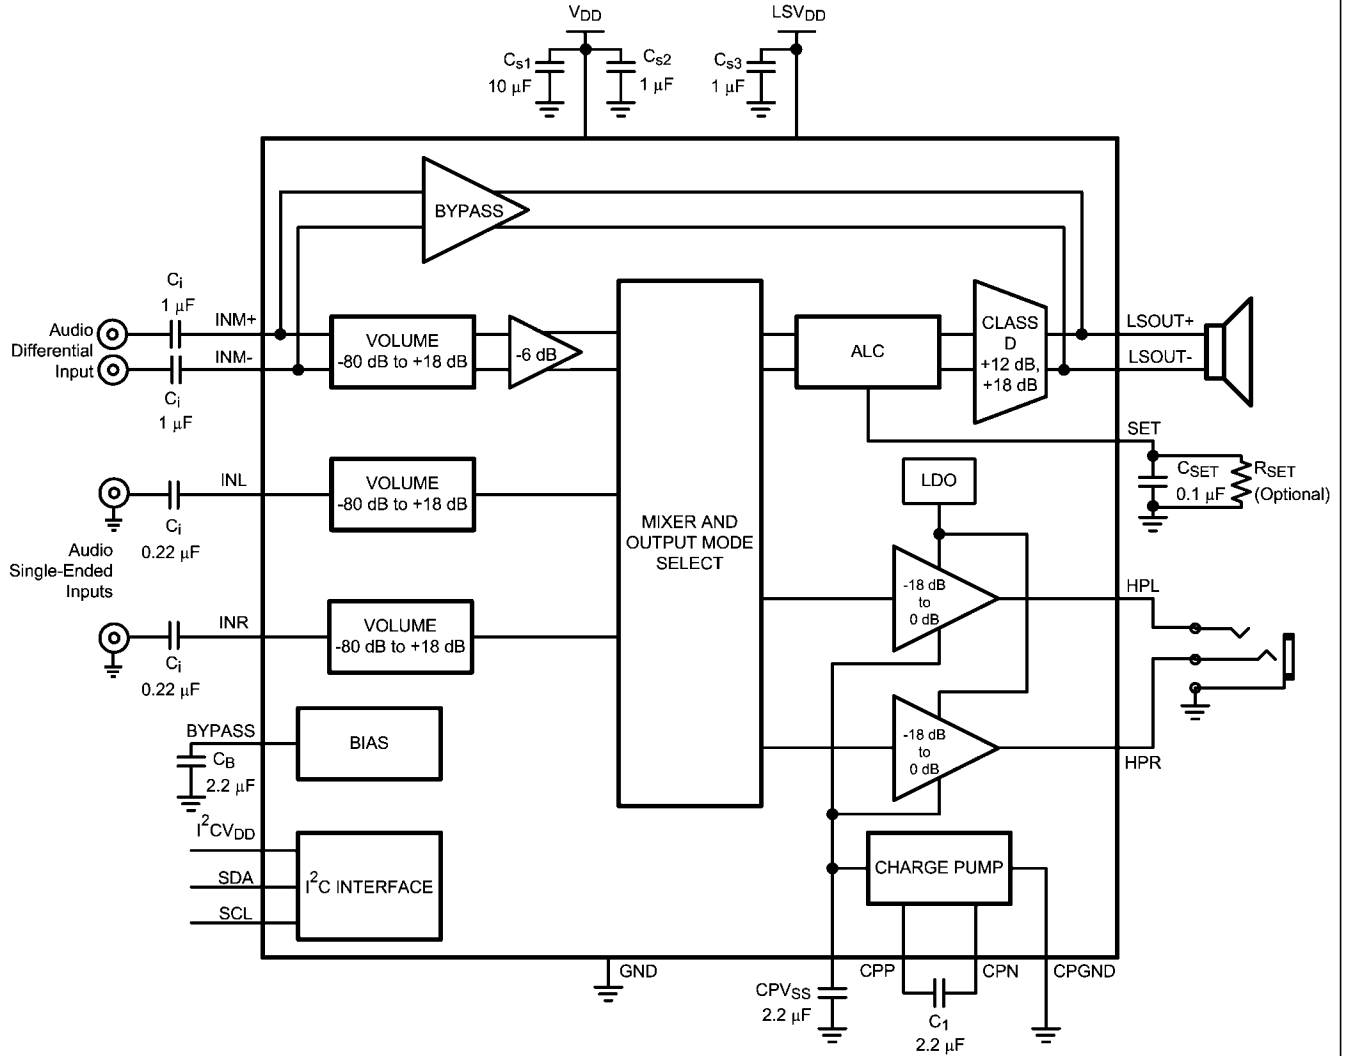 VDD
LSVDD
Cs1
10 µF
Cs2
1 µF
Cs3
1 µF
BYPASS
Ci
1 µF
INM+
Audio
Differential
Input
INM-
Ci
1 µF
VOLUME
-80 dB to +18 dB
-6 dB
ALC
CLASS
D
+12 dB,
+18 dB
LSOUT+
LSOUT-
SET
CSET
0.1 µF
RSET
(Optional)
INL
Ci
0.22 µF
VOLUME
-80 dB to +18 dB
MIXER AND
OUTPUT MODE
SELECT
LDO
Audio
Single-Ended
Inputs
-18 dB
to
0 dB
HPL
INR
Ci
0.22 µF
VOLUME
-80 dB to +18 dB
-18 dB
to
0 dB
HPR
BYPASS
CB
2.2 µF
BIAS
I²CVDD
SDA
SCL
I²C INTERFACE
CHARGE PUMP
GND
CPP
CPN
CPGND
CPVSS
2.2 µF
C1
2.2 µF